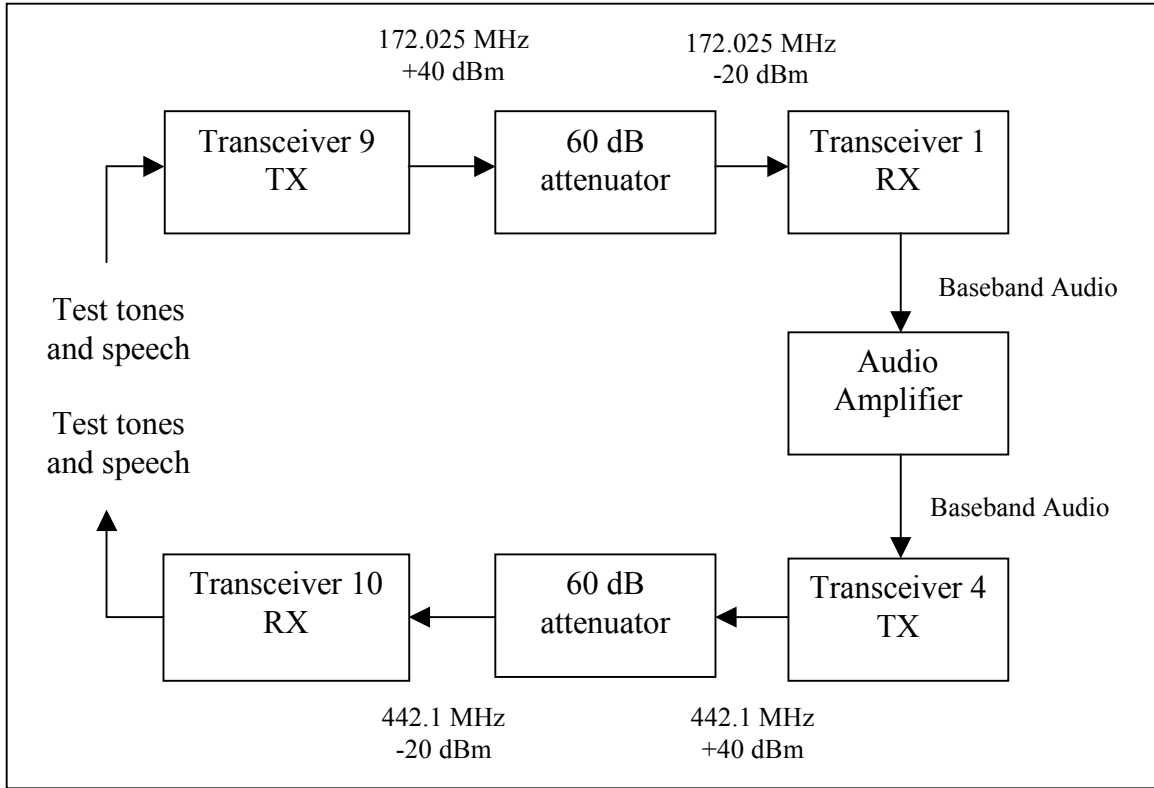 172.025 MHz
+40 dBm
172.025 MHz
-20 dBm
Transceiver 9
TX
60 dB
attenuator
Transceiver 1
RX
Baseband Audio
Test tones
and speech
Audio
Amplifier
Test tones
and speech
Baseband Audio
Transceiver 10
RX
60 dB
attenuator
Transceiver 4
TX
442.1 MHz
-20 dBm
442.1 MHz
+40 dBm